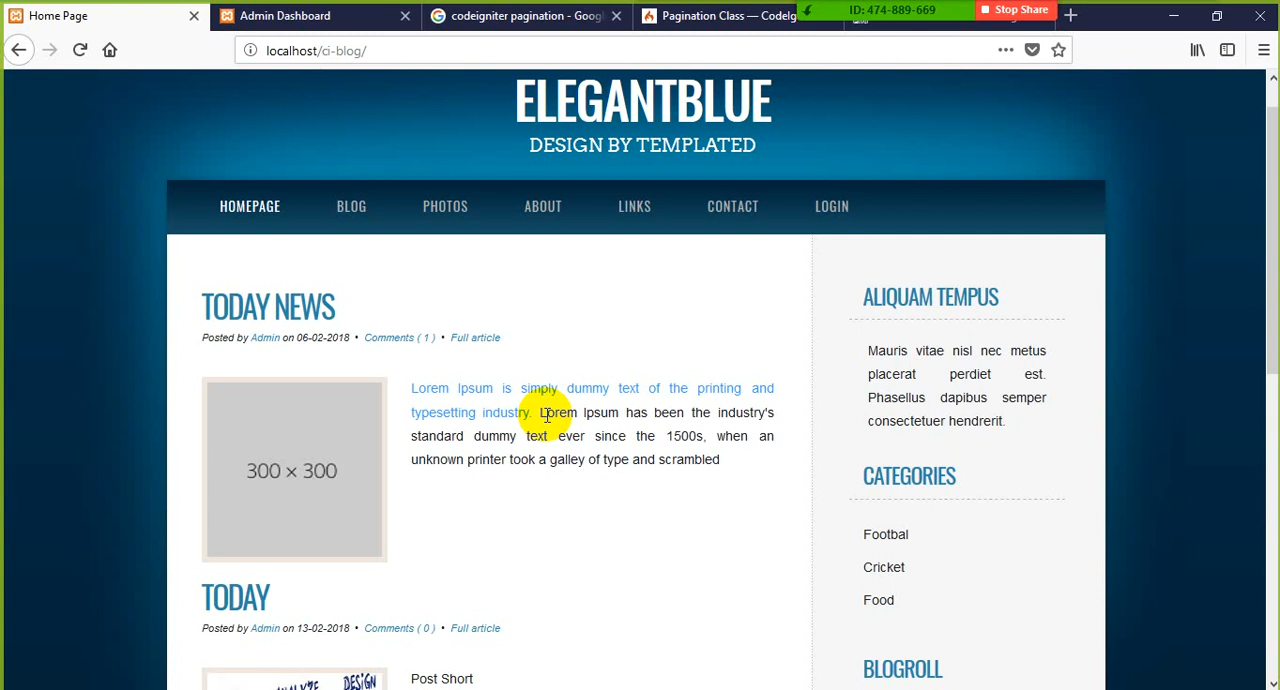 Home Page
Admin Dashboard
codeigniter pagination - Goog
Pagination Class — CodeIg
ID: 474-889-669
Stop Share
localhost/ci-blog/
ELEGANTBLUE
DESIGN BY TEMPLATED
HOMEPAGE BLOG PHOTOS ABOUT LINKS CONTACT LOGIN
TODAY NEWS
Posted by Admin on 06-02-2018 • Comments ( 1 ) • Full article
300 × 300
Lorem Ipsum is simply dummy text of the printing and
typesetting industry. Lorem Ipsum has been the industry's
standard dummy text ever since the 1500s, when an
unknown printer took a galley of type and scrambled
TODAY
Posted by Admin on 13-02-2018 • Comments ( 0 ) • Full article
DESIGN
Post Short
ALIQUAM TEMPUS
Mauris vitae nisl nec metus
placerat perdiet est.
Phasellus dapibus semper
consectetuer hendrerit.
CATEGORIES
Footbal
Cricket
Food
BLOGROLL